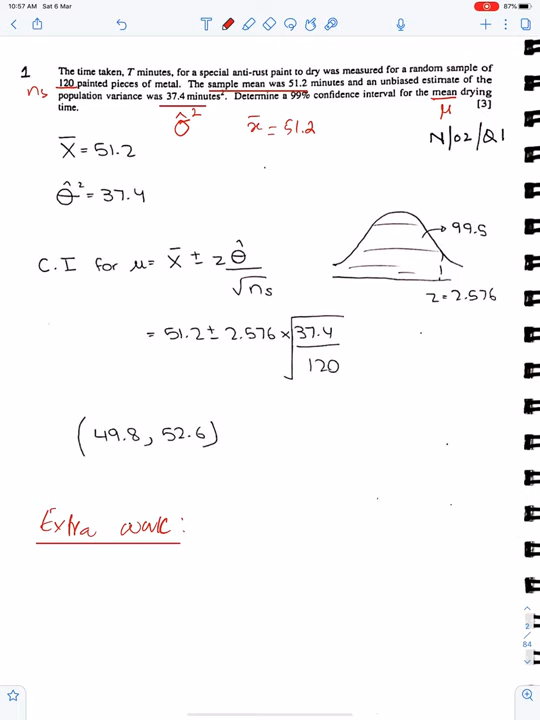 10:57 AM Sat 6 Mar
87%
1 The time taken, T minutes, for a special anti-rust paint to dry was measured for a random sample of
120 painted pieces of metal. The sample mean was 51.2 minutes and an unbiased estimate of the
population variance was 37.4 minutes². Determine a 99% confidence interval for the mean drying
time. [3]
ns
σ̂² x̄ = 51.2 μ
N/02/Q1
X̄ = 51.2
σ̂² = 37.4
99.5
C.I for μ = X̄ ± z σ̂/√ns
z = 2.576
= 51.2 ± 2.576 × √37.4/120
(49.8, 52.6)
Extra work:
2
/
84